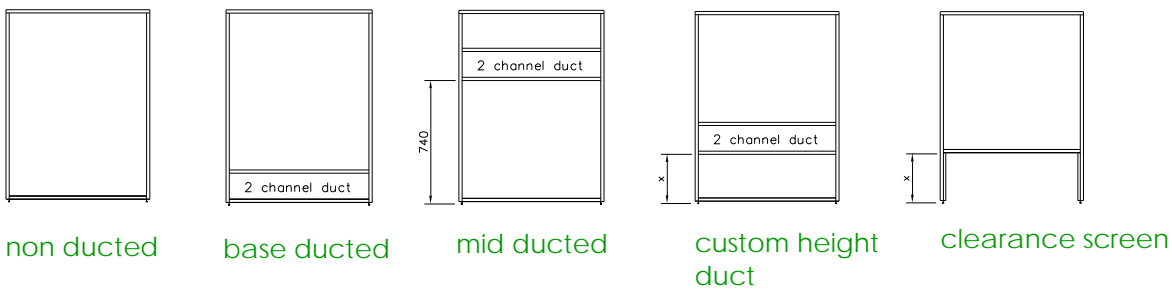 2 channel duct
740
2 channel duct
2 channel duct
x
x
non ducted
base ducted
mid ducted
custom height
duct
clearance screen